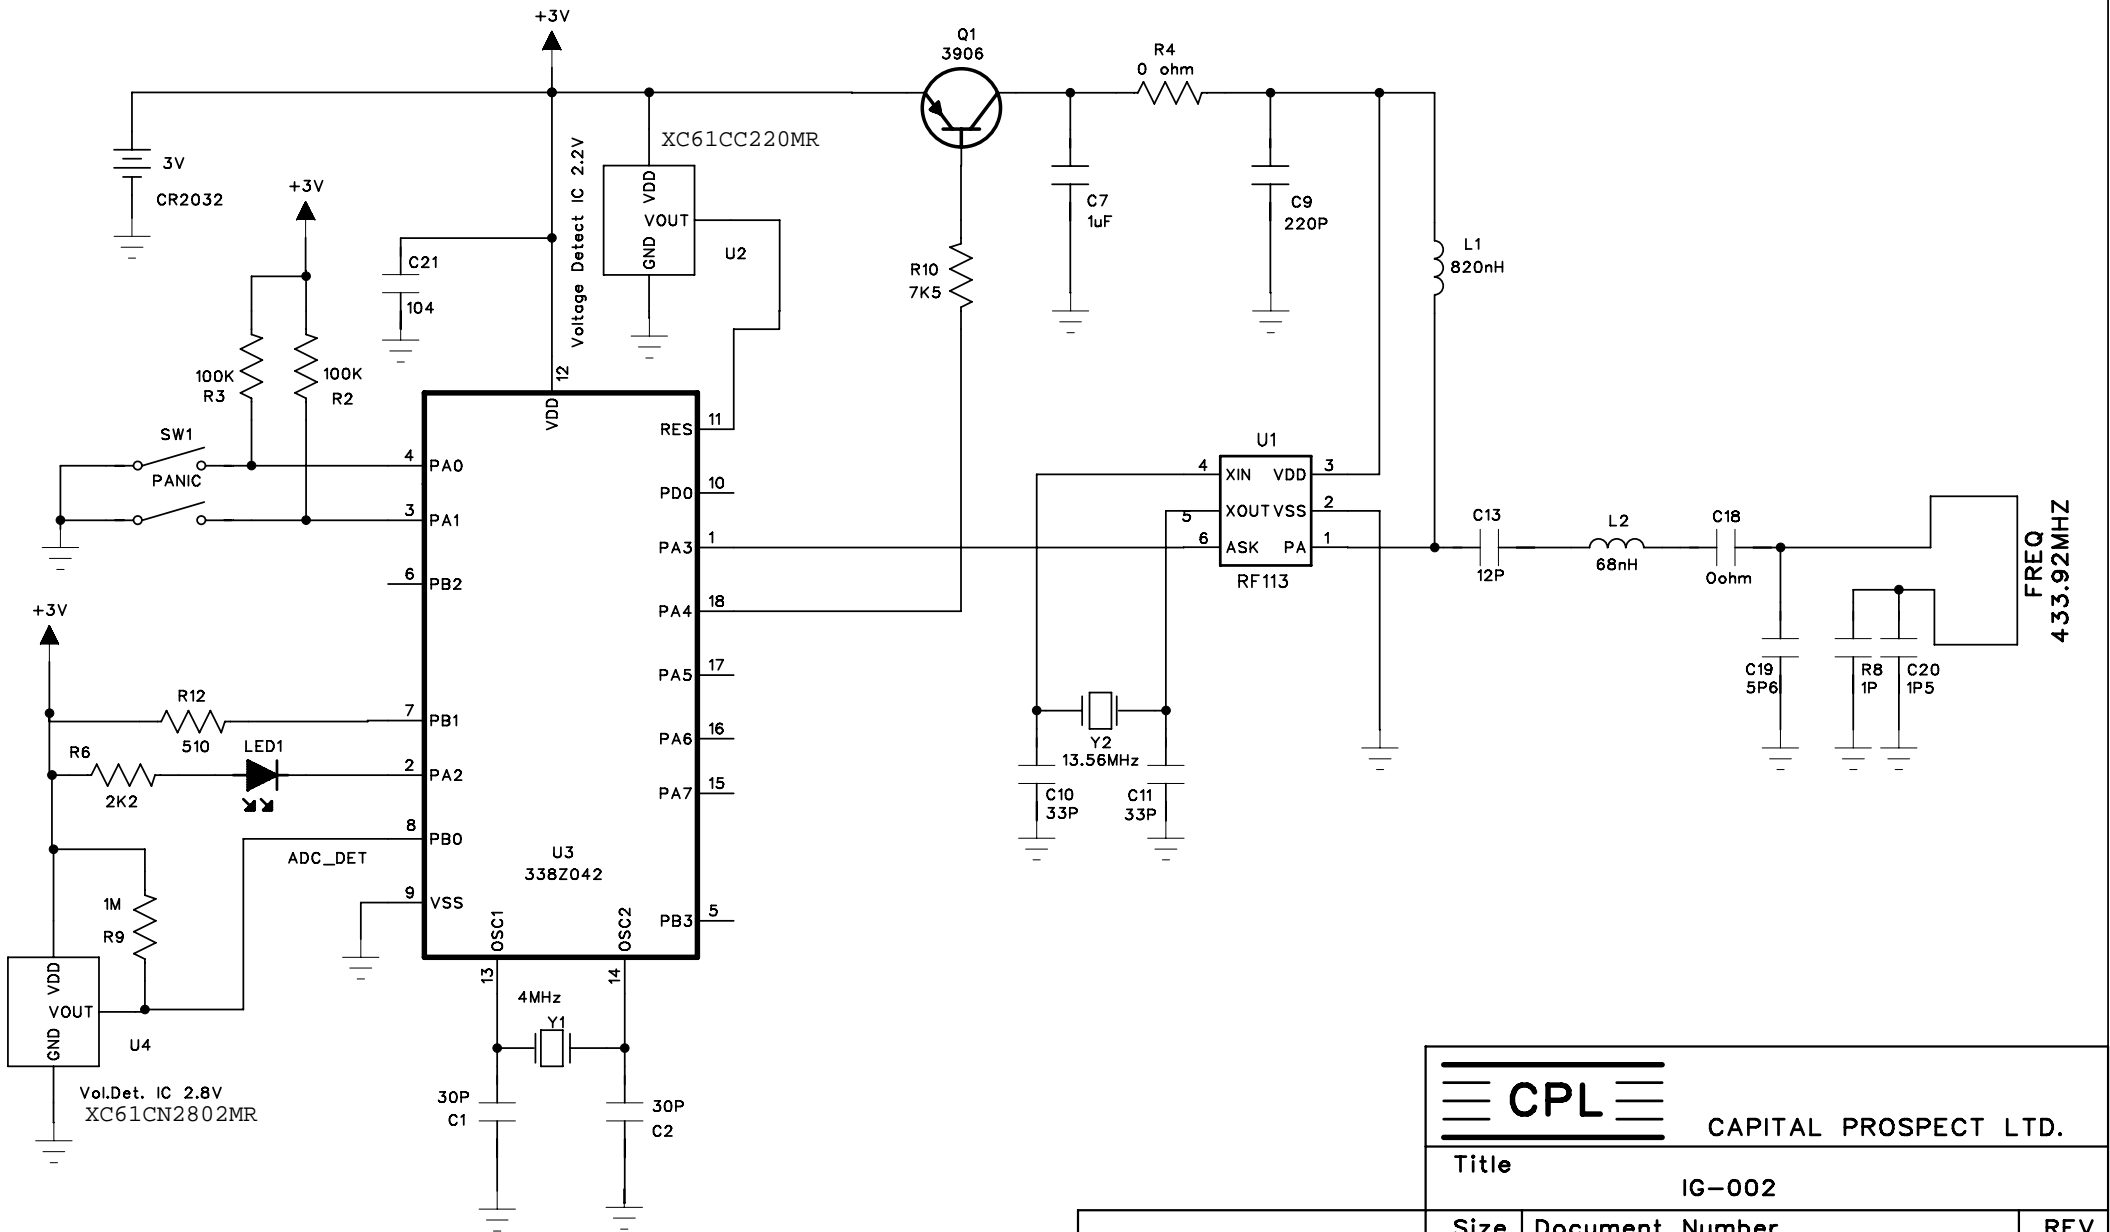 +3V
Q1
3906
R4
0 ohm
XC61CC220MR
3V
CR2032
+3V
Voltage Detect IC 2.2V
VDD
VOUT
GND
U2
C7
1uF
C9
220P
C21
104
R10
7K5
L1
820nH
100K
R3
100K
R2
12
VDD
SW1
PANIC
4
PA0
3
PA1
6
PB2
RES
11
PD0
10
PA3
1
PA4
18
PA5
17
PA6
16
PA7
15
PB3
5
U1
4
XIN
VDD
3
5
XOUT
VSS
2
6
ASK
PA
1
RF113
C13
12P
L2
68nH
C18
0ohm
FREQ
433.92MHZ
C19
5P6
R8
1P
C20
1P5
+3V
R12
510
7
PB1
R6
2K2
LED1
2
PA2
8
PB0
ADC_DET
9
VSS
U3
338Z042
Y2
13.56MHz
C10
33P
C11
33P
1M
R9
OSC1
13
OSC2
14
4MHz
Y1
VDD
VOUT
GND
U4
Vol.Det. IC 2.8V
XC61CN2802MR
30P
C1
30P
C2
CPL
CAPITAL PROSPECT LTD.
Title
IG-002
Size
Document Number
REV